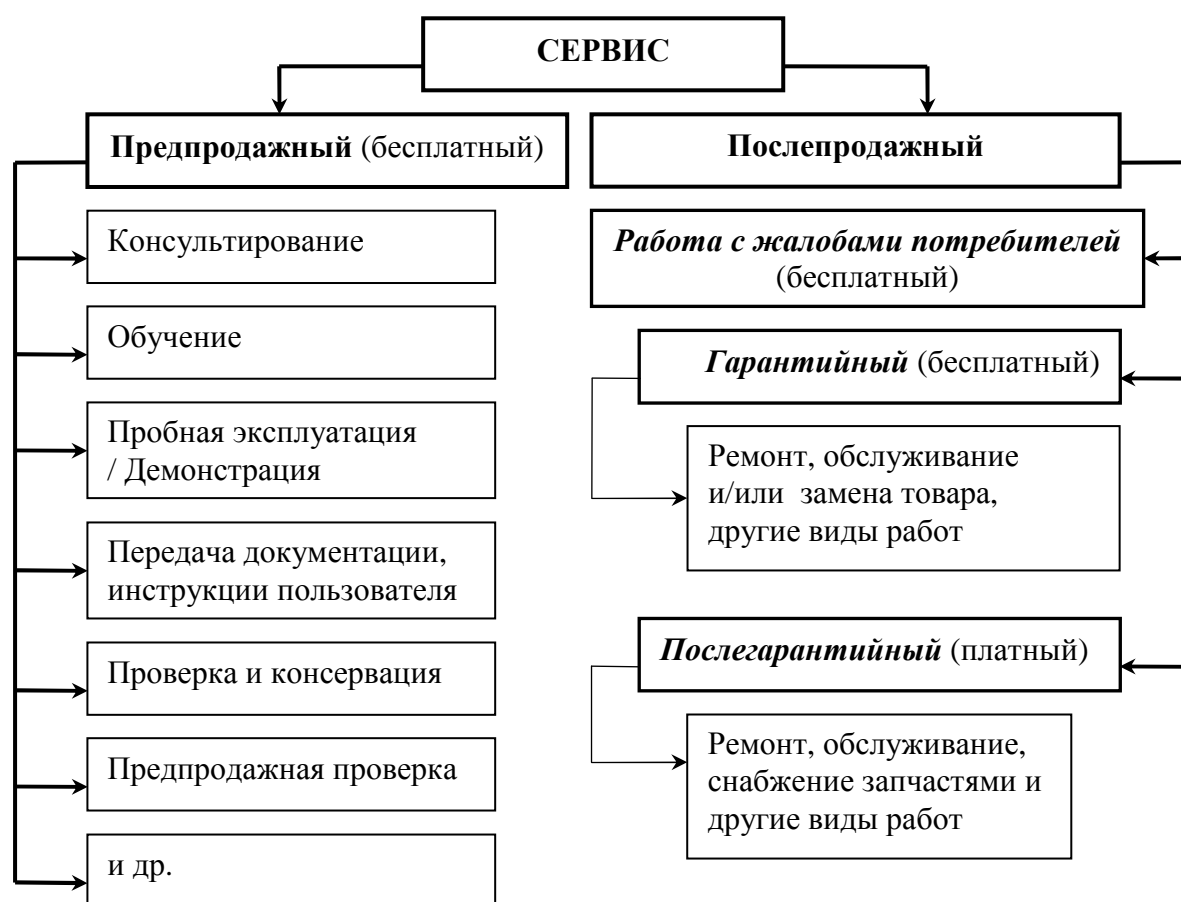 СЕРВИС
Предпродажный (бесплатный)
Консультирование
Обучение
Пробная эксплуатация
/ Демонстрация
Передача документации,
инструкции пользователя
Проверка и консервация
Предпродажная проверка
и др.
Послепродажный
Работа с жалобами потребителей
(бесплатный)
Гарантийный (бесплатный)
Ремонт, обслуживание
и/или замена товара,
другие виды работ
Послегарантийный (платный)
Ремонт, обслуживание,
снабжение запчастями и
другие виды работ